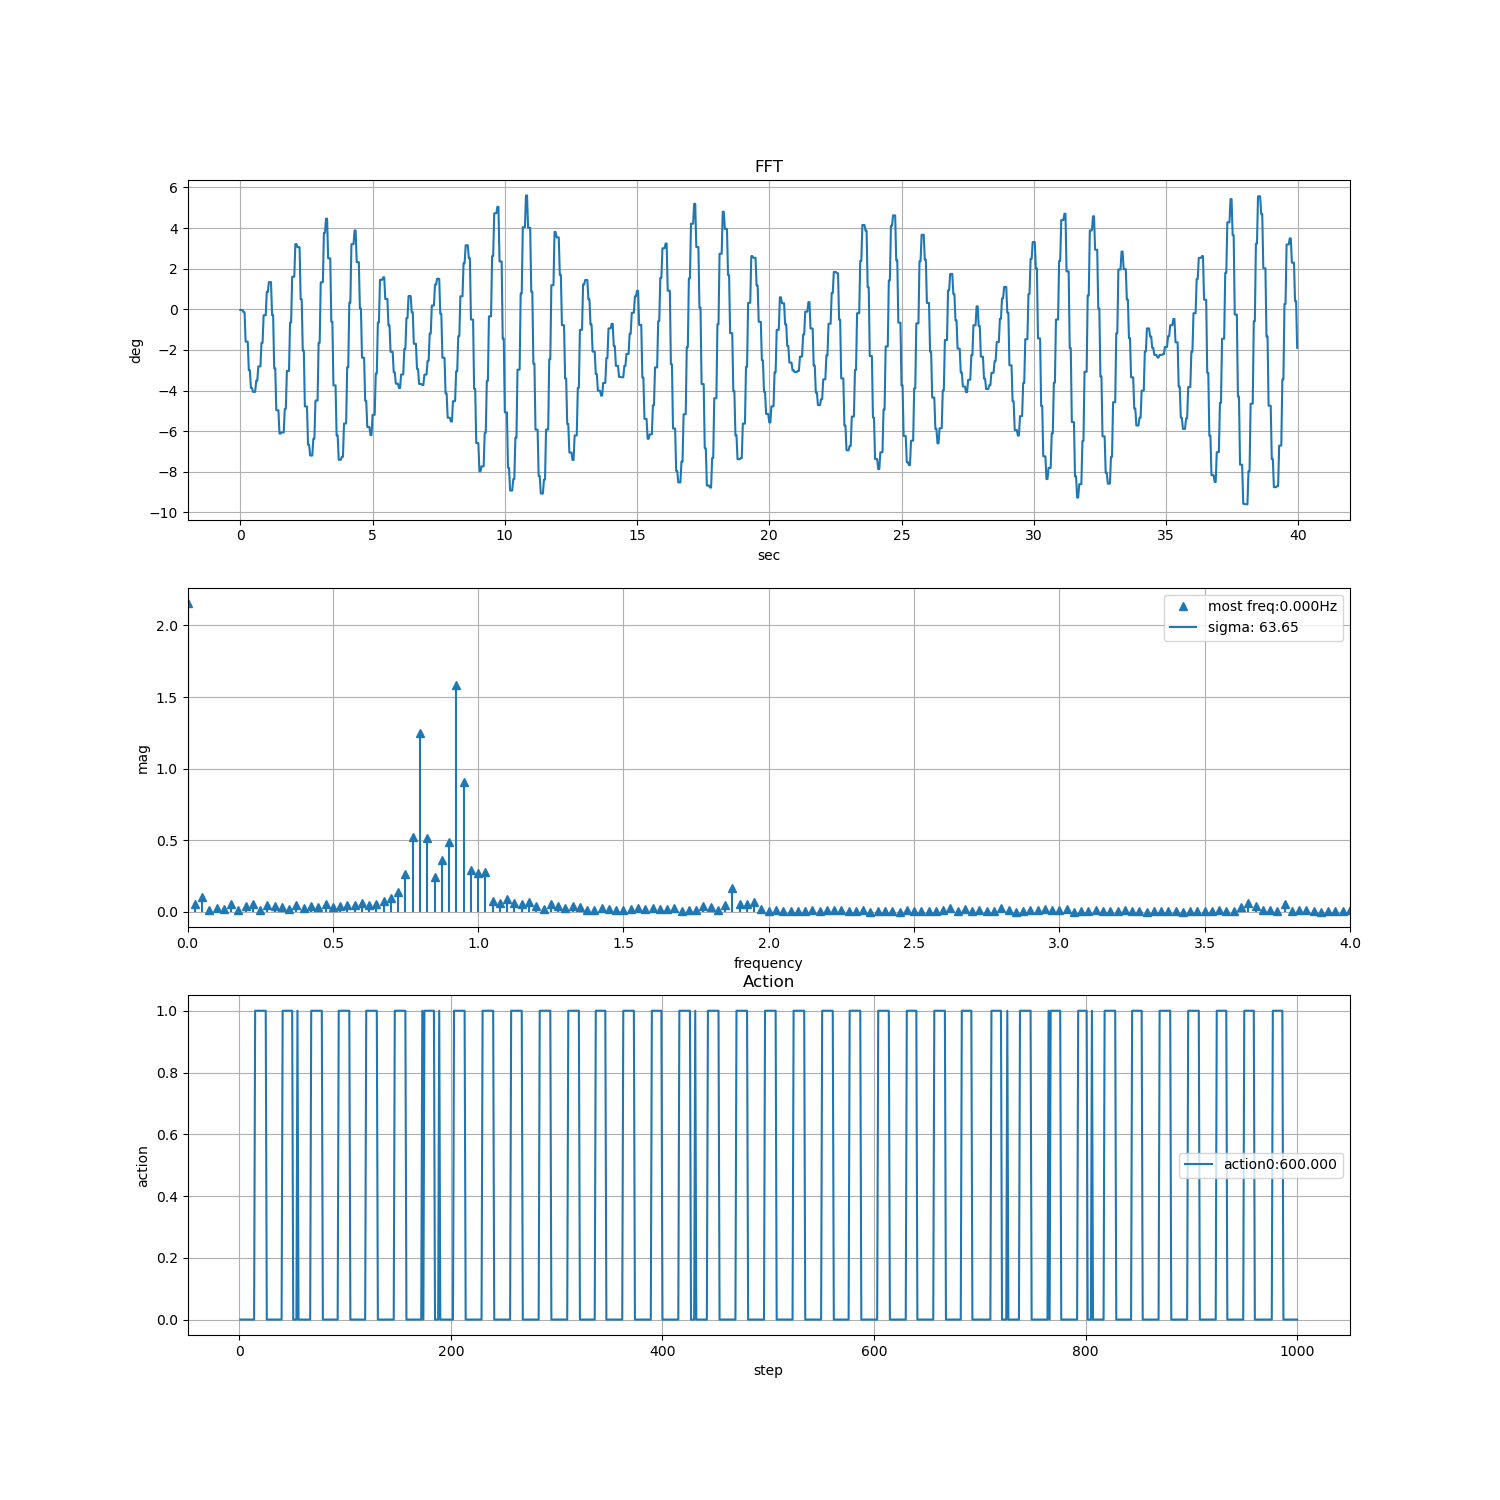 FFT
6
4
2
0
−2
−4
−6
−8
−10
deg
0 5 10 15 20 25 30 35 40
sec
most freq:0.000Hz
sigma: 63.65
2.0
1.5
1.0
0.5
0.0
mag
0.0 0.5 1.0 1.5 2.0 2.5 3.0 3.5 4.0
frequency
Action
1.0
0.8
0.6
0.4
0.2
0.0
action
action0:600.000
0 200 400 600 800 1000
step